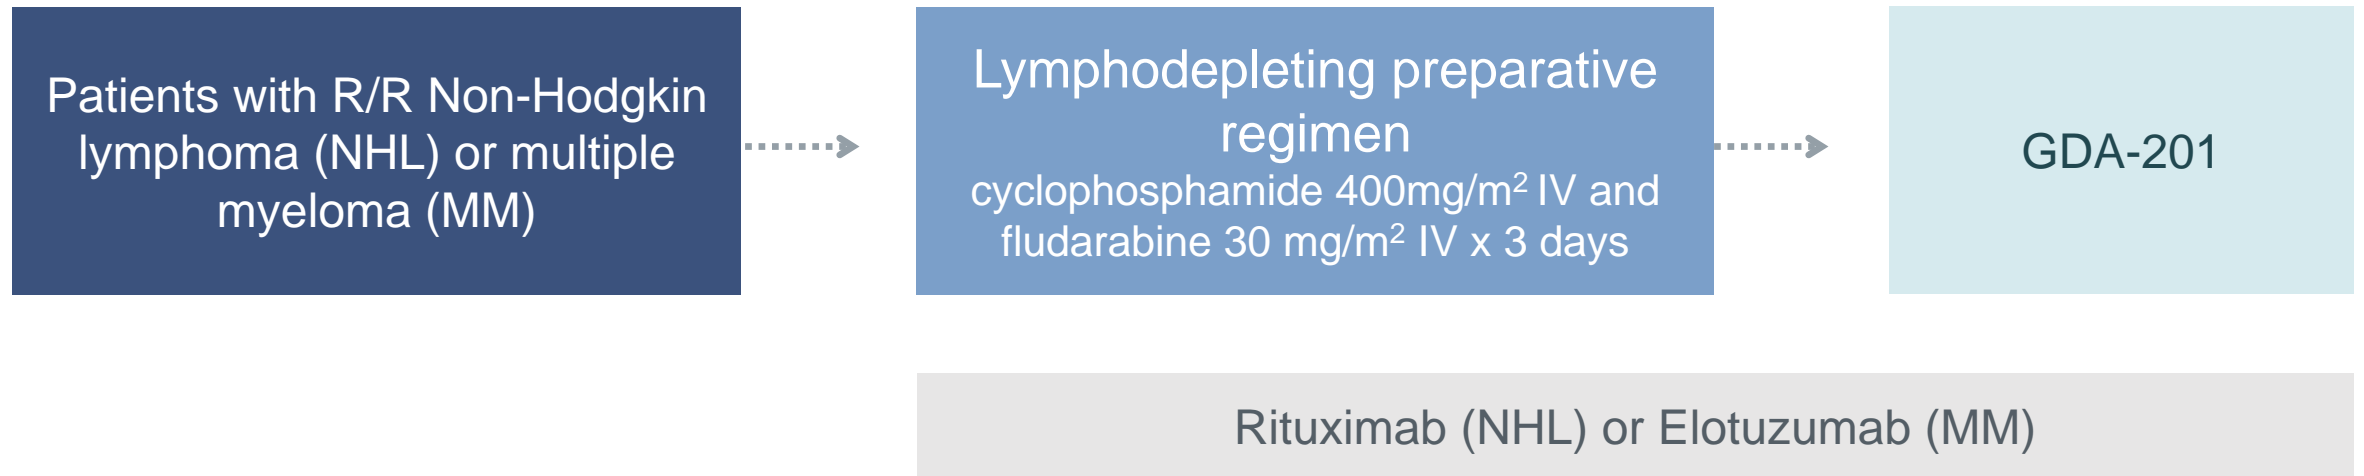 Patients with R/R Non-Hodgkin
lymphoma (NHL) or multiple
myeloma (MM)
Lymphodepleting preparative
regimen
cyclophosphamide 400mg/m² IV and
fludarabine 30 mg/m² IV x 3 days
GDA-201
Rituximab (NHL) or Elotuzumab (MM)